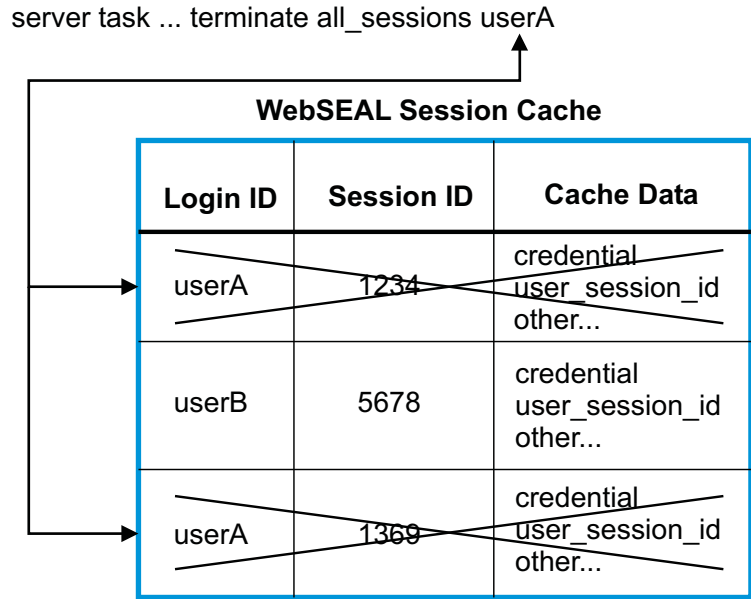 server task ... terminate all_sessions userA
WebSEAL Session Cache
Login ID Session ID Cache Data
userA 1234 credential
user_session_id
other...
userB 5678 credential
user_session_id
other...
userA 1369 credential
user_session_id
other...